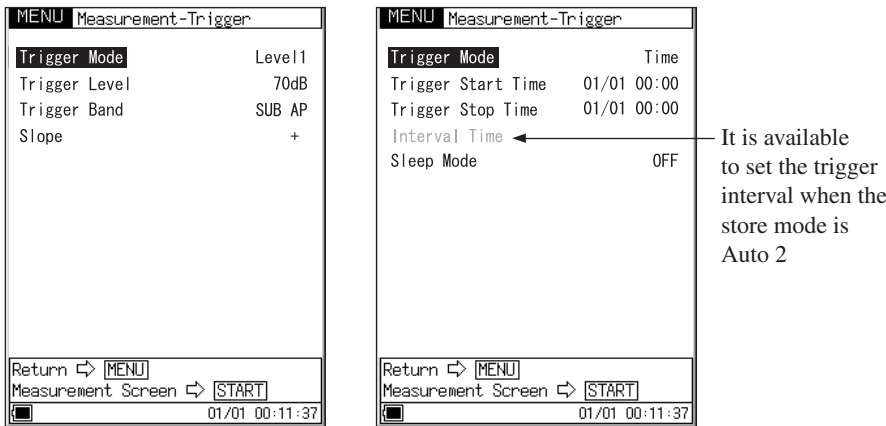 MENU Measurement-Trigger
Trigger Mode Level1
Trigger Level 70dB
Trigger Band SUB AP
Slope +
Return ⇨ MENU
Measurement Screen ⇨ START
01/01 00:11:37
MENU Measurement-Trigger
Trigger Mode Time
Trigger Start Time 01/01 00:00
Trigger Stop Time 01/01 00:00
Interval Time
Sleep Mode OFF
Return ⇨ MENU
Measurement Screen ⇨ START
01/01 00:11:37
It is available
to set the trigger
interval when the
store mode is
Auto 2